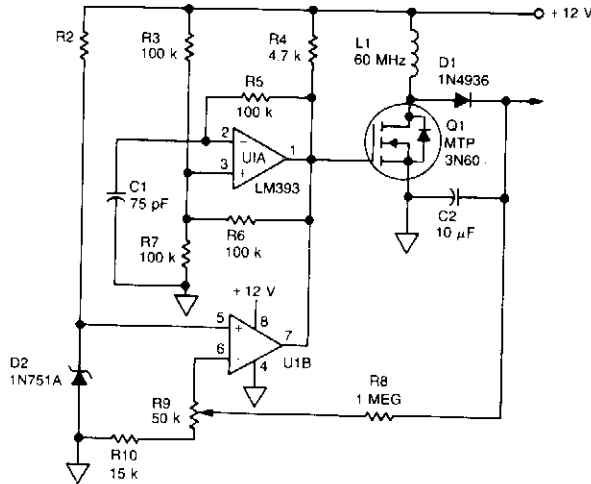 + 12 V
R2
R3
100 k
R4
4.7 k
L1
60 MHz
D1
1N4936
R5
100 k
Q1
MTP
3N60
2
−
UIA
1
3
+
LM393
C1
75 pF
R6
100 k
C2
10 µF
R7
100 k
+ 12 V
5
+
8
7
6
-
4
U1B
D2
1N751A
R9
50 k
R8
1 MEG
R10
15 k